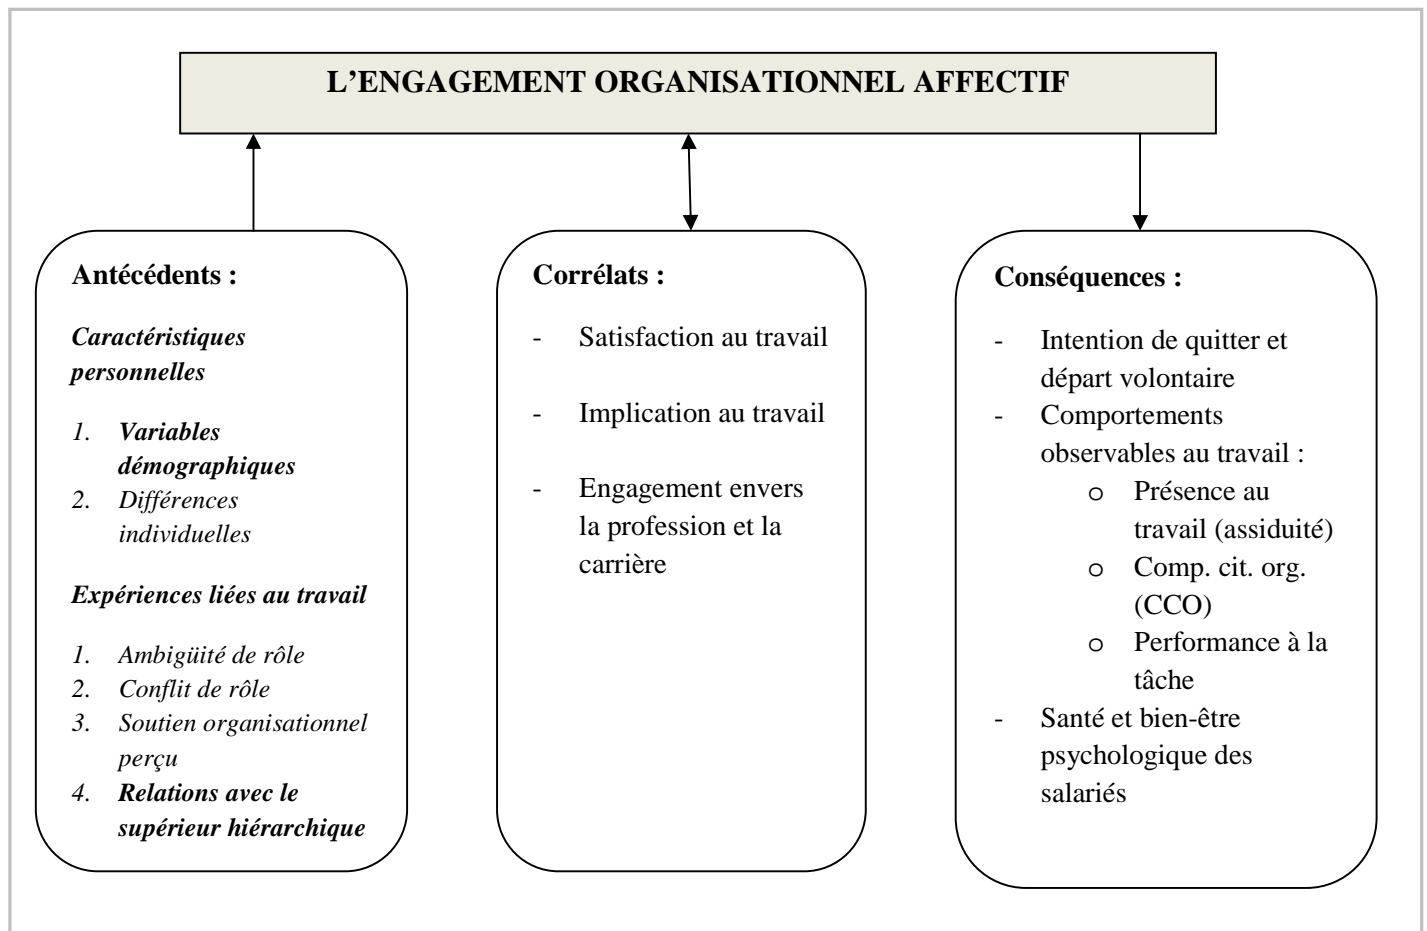 L’ENGAGEMENT ORGANISATIONNEL AFFECTIF
Antécédents :
Caractéristiques
personnelles
1. Variables
démographiques
2. Différences
individuelles
Expériences liées au travail
1. Ambigüité de rôle
2. Conflit de rôle
3. Soutien organisationnel
perçu
4. Relations avec le
supérieur hiérarchique
Corrélats :
- Satisfaction au travail
- Implication au travail
- Engagement envers
la profession et la
carrière
Conséquences :
- Intention de quitter et
départ volontaire
- Comportements
observables au travail :
o Présence au
travail (assiduité)
o Comp. cit. org.
(CCO)
o Performance à la
tâche
- Santé et bien-être
psychologique des
salariés